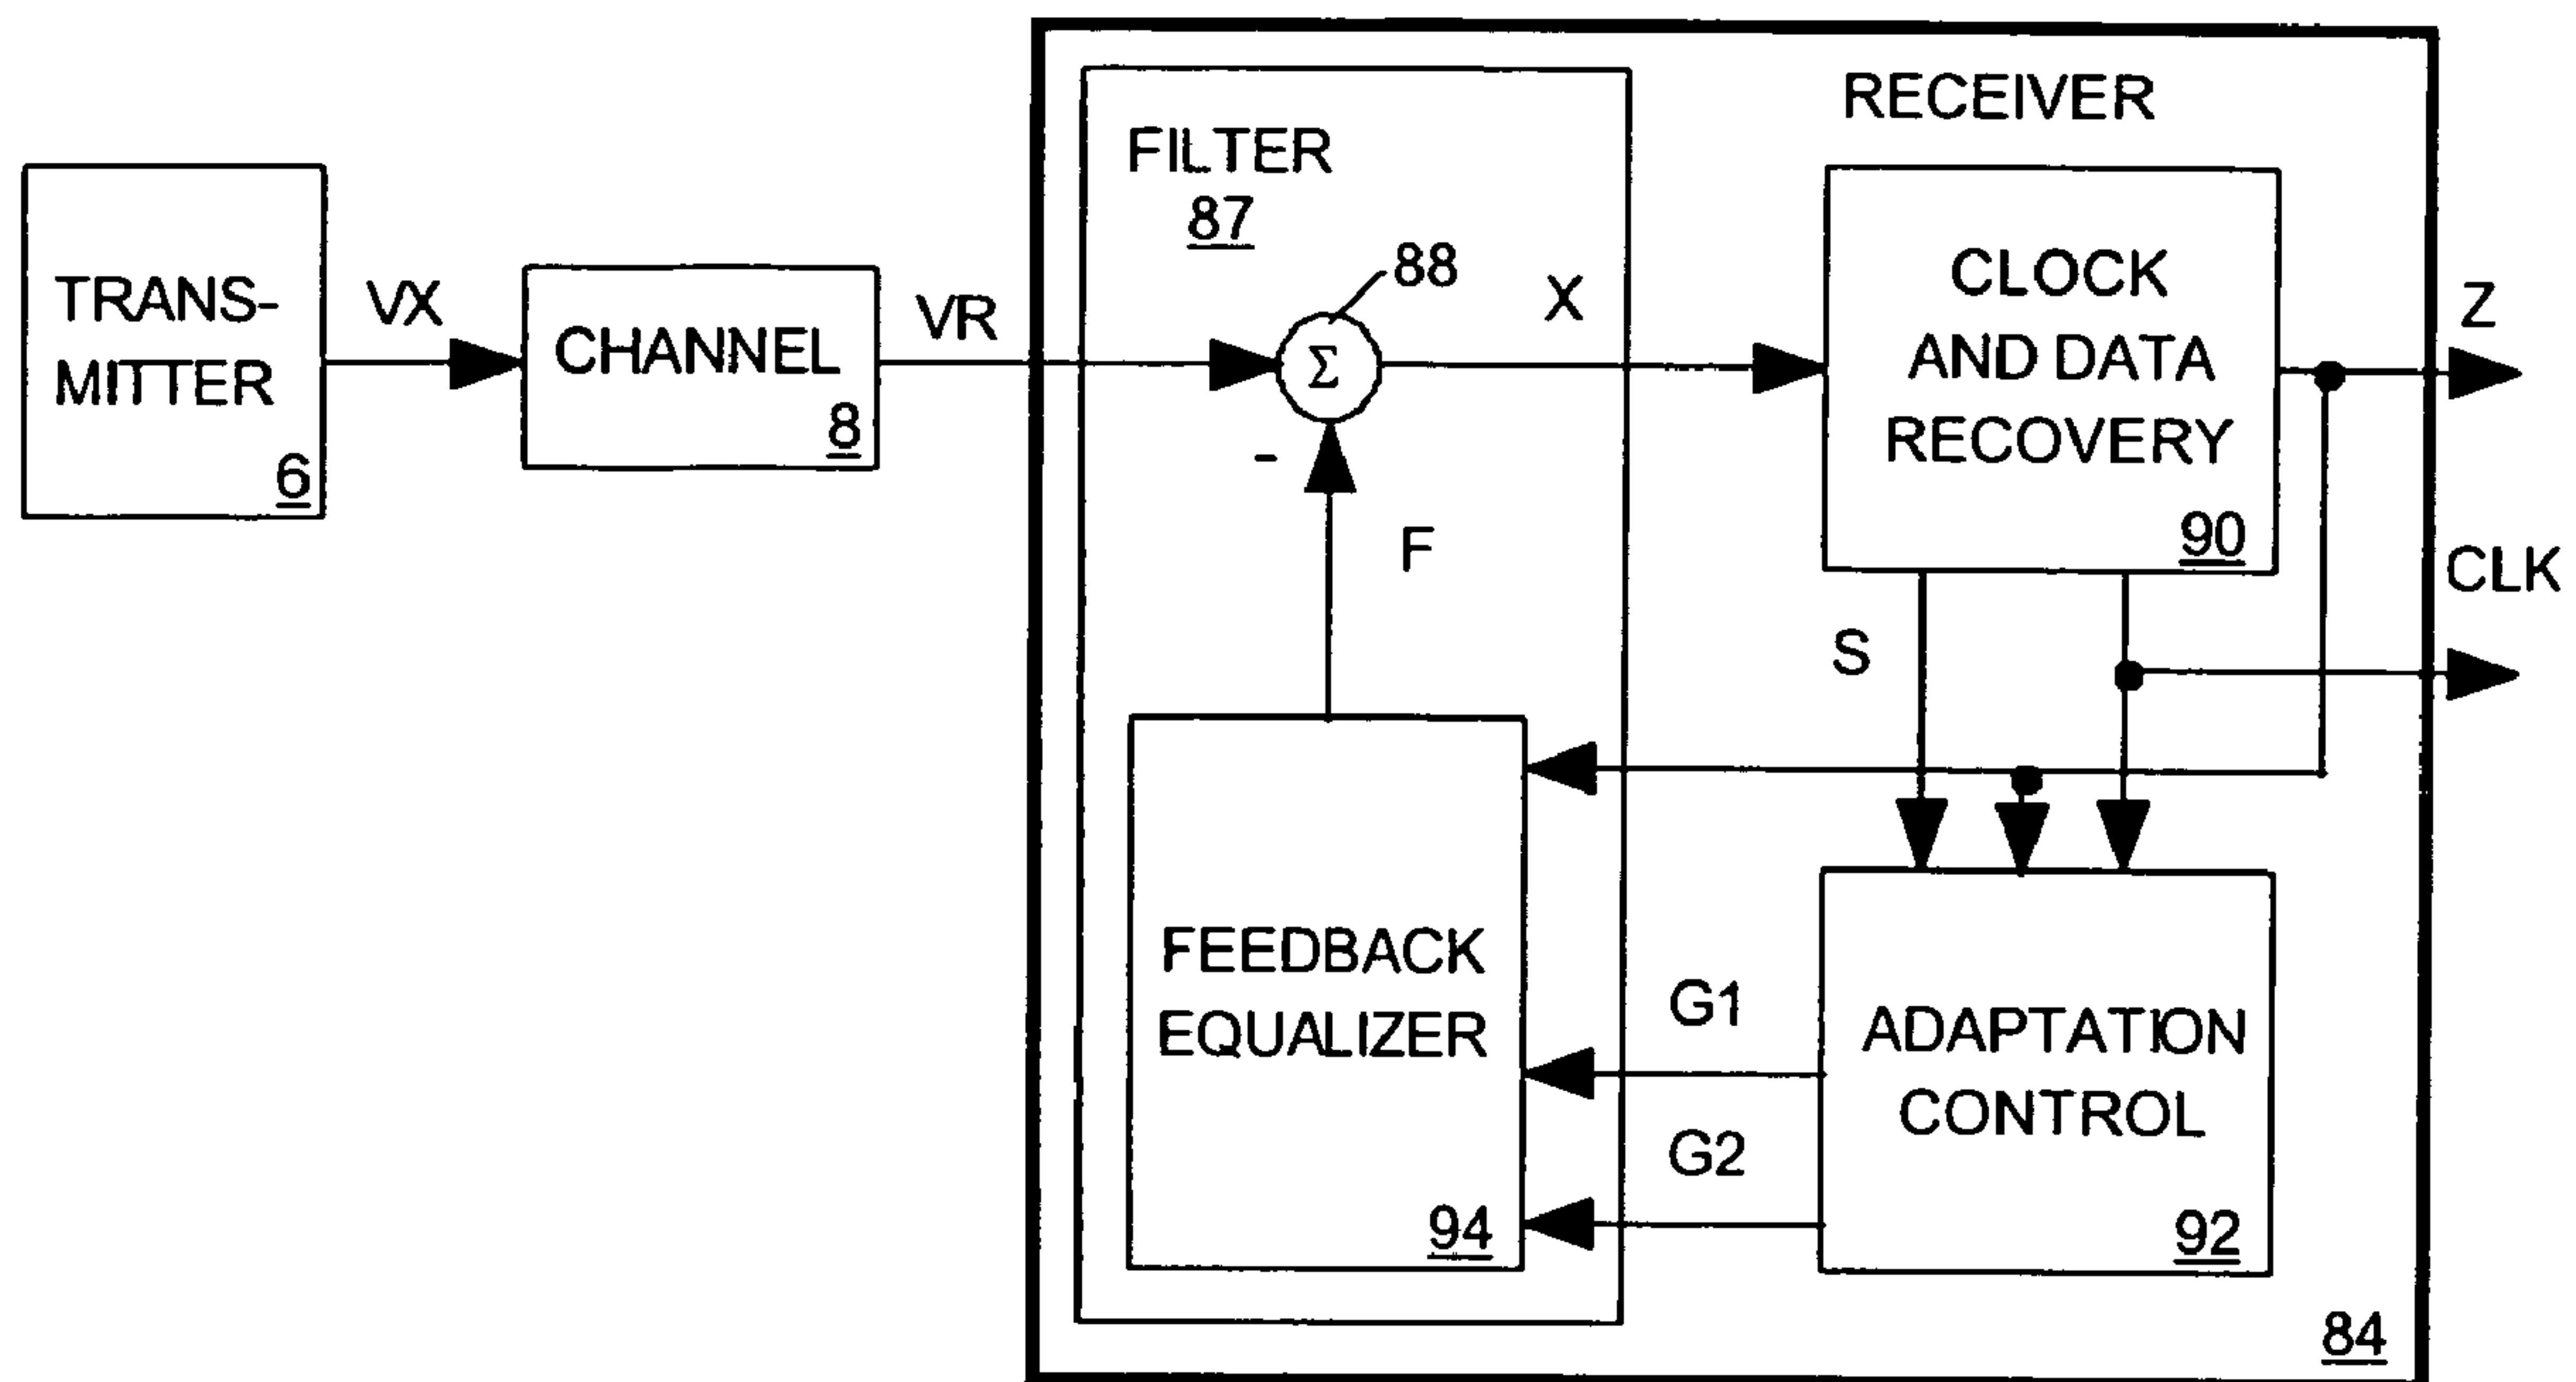 RECEIVER
FILTER
87
88
TRANS-
MITTER
6
VX
CHANNEL
8
VR
Σ
-
X
CLOCK
AND DATA
RECOVERY
90
Z
CLK
F
S
FEEDBACK
EQUALIZER
94
G1
G2
ADAPTATION
CONTROL
92
84